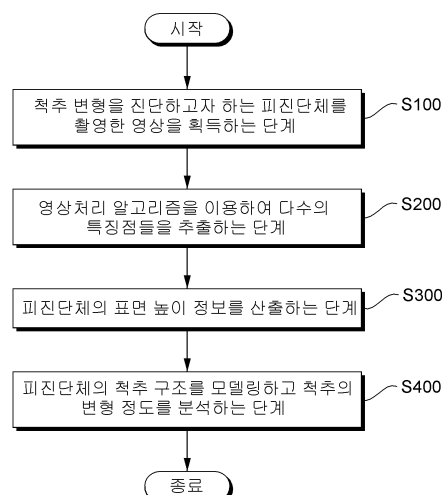 시작
척추 변형을 진단하고자 하는 피진단체를
촬영한 영상을 획득하는 단계
S100
영상처리 알고리즘을 이용하여 다수의
특징점들을 추출하는 단계
S200
피진단체의 표면 높이 정보를 산출하는 단계
S300
피진단체의 척추 구조를 모델링하고 척추의
변형 정도를 분석하는 단계
S400
종료